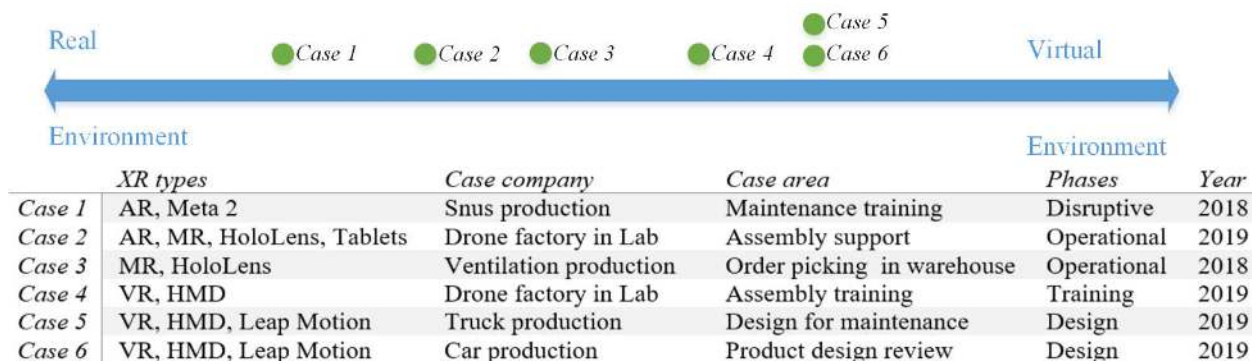 Case 5
Real Case 1 Case 2 Case 3 Case 4 Case 6 Virtual
Environment Environment
XR types Case company Case area Phases Year
Case 1 AR, Meta 2 Snus production Maintenance training Disruptive 2018
Case 2 AR, MR, HoloLens, Tablets Drone factory in Lab Assembly support Operational 2019
Case 3 MR, HoloLens Ventilation production Order picking in warehouse Operational 2018
Case 4 VR, HMD Drone factory in Lab Assembly training Training 2019
Case 5 VR, HMD, Leap Motion Truck production Design for maintenance Design 2019
Case 6 VR, HMD, Leap Motion Car production Product design review Design 2019